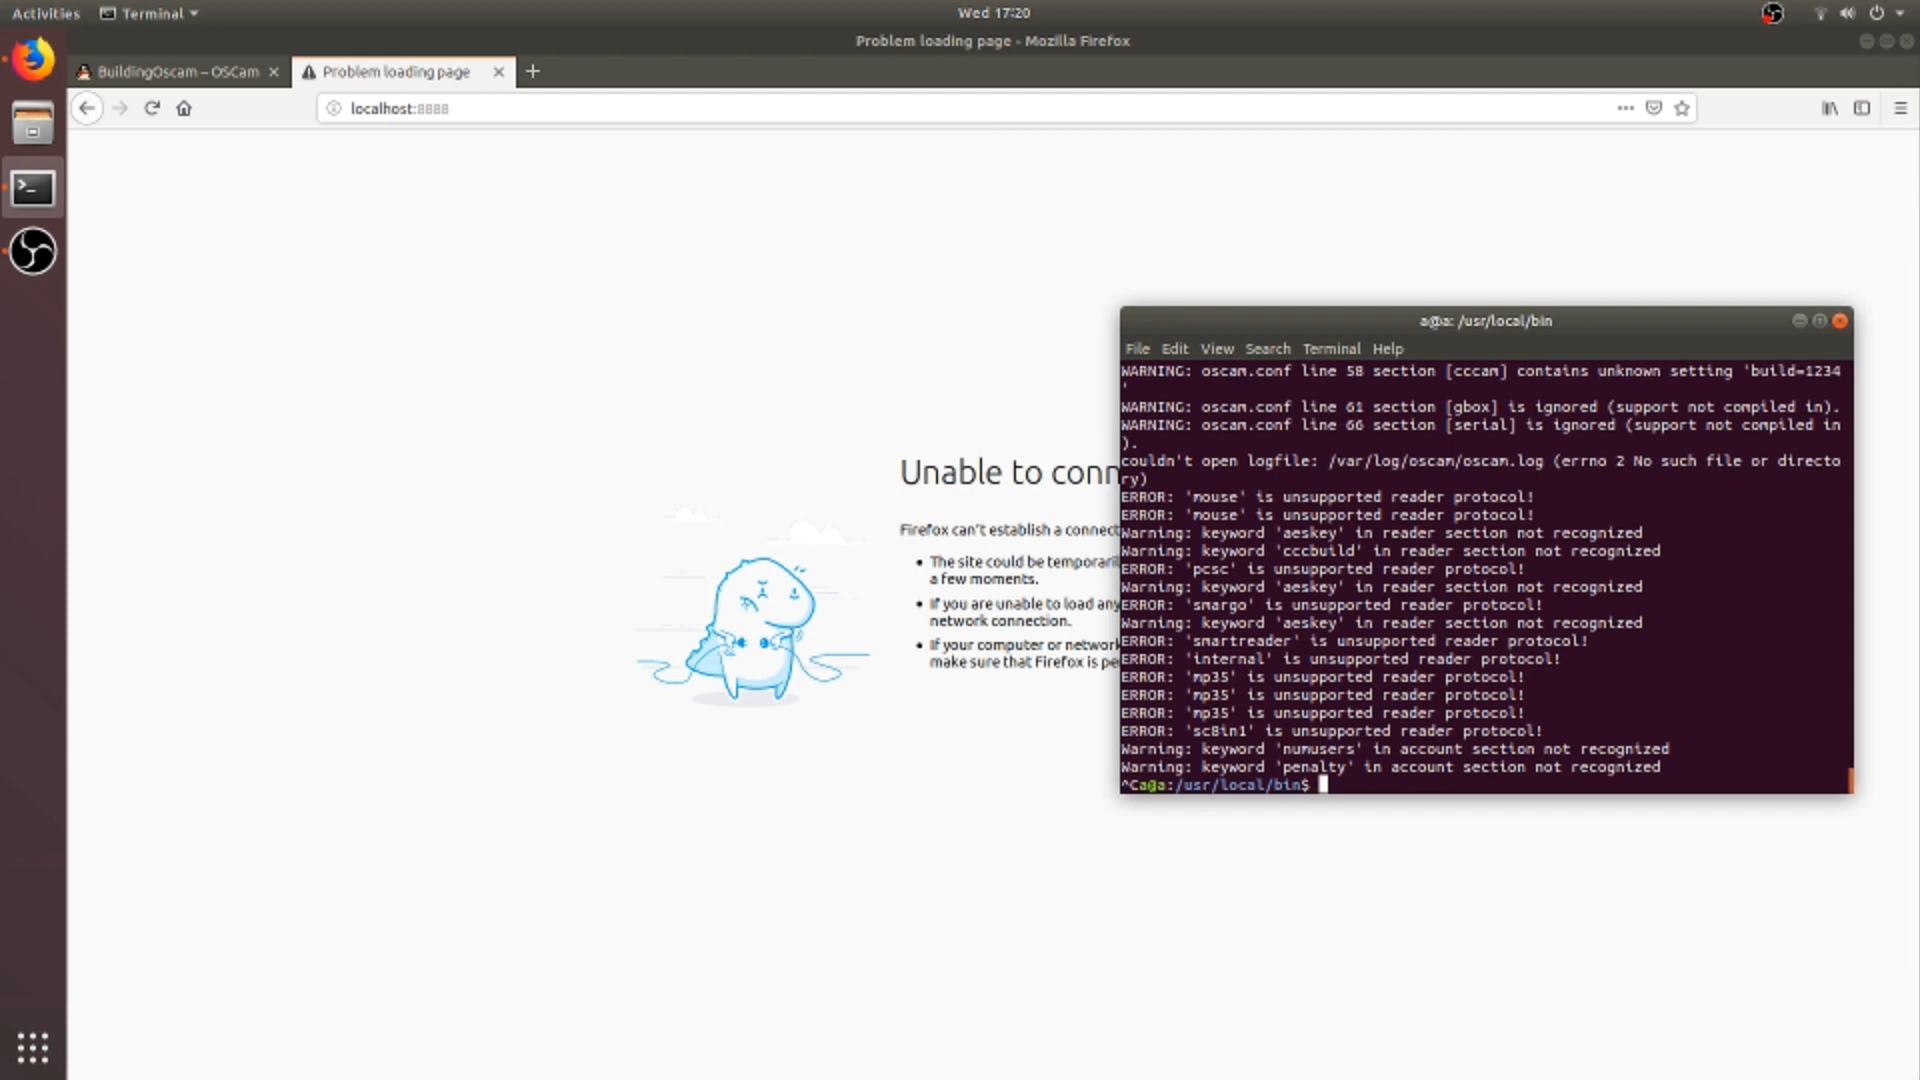 Activities
Terminal
Wed 17:20
Problem loading page - Mozilla Firefox
BuildingOscam – OSCam
Problem loading page
localhost:8888
Unable to conn
Firefox can't establish a connect
The site could be temporaril
a few moments.
If you are unable to load any
network connection.
If your computer or network
make sure that Firefox is pe
a@a: /usr/local/bin
File Edit View Search Terminal Help
WARNING: oscam.conf line 58 section [cccam] contains unknown setting 'build=1234
'
WARNING: oscam.conf line 61 section [gbox] is ignored (support not compiled in).
WARNING: oscam.conf line 66 section [serial] is ignored (support not compiled in
).
couldn't open logfile: /var/log/oscam/oscam.log (errno 2 No such file or directo
ry)
ERROR: 'mouse' is unsupported reader protocol!
ERROR: 'mouse' is unsupported reader protocol!
Warning: keyword 'aeskey' in reader section not recognized
Warning: keyword 'cccbuild' in reader section not recognized
ERROR: 'pcsc' is unsupported reader protocol!
Warning: keyword 'aeskey' in reader section not recognized
ERROR: 'smargo' is unsupported reader protocol!
Warning: keyword 'aeskey' in reader section not recognized
ERROR: 'smartreader' is unsupported reader protocol!
ERROR: 'internal' is unsupported reader protocol!
ERROR: 'mp35' is unsupported reader protocol!
ERROR: 'mp35' is unsupported reader protocol!
ERROR: 'mp35' is unsupported reader protocol!
ERROR: 'sc8in1' is unsupported reader protocol!
Warning: keyword 'numusers' in account section not recognized
Warning: keyword 'penalty' in account section not recognized
^Ca@a:/usr/local/bin$